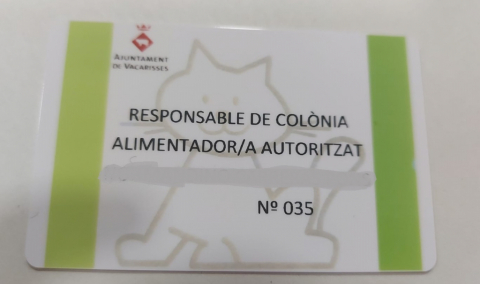 AJUNTAMENT
DE VACARISSES
RESPONSABLE DE COLÒNIA
ALIMENTADOR/A AUTORITZAT
Nº 035